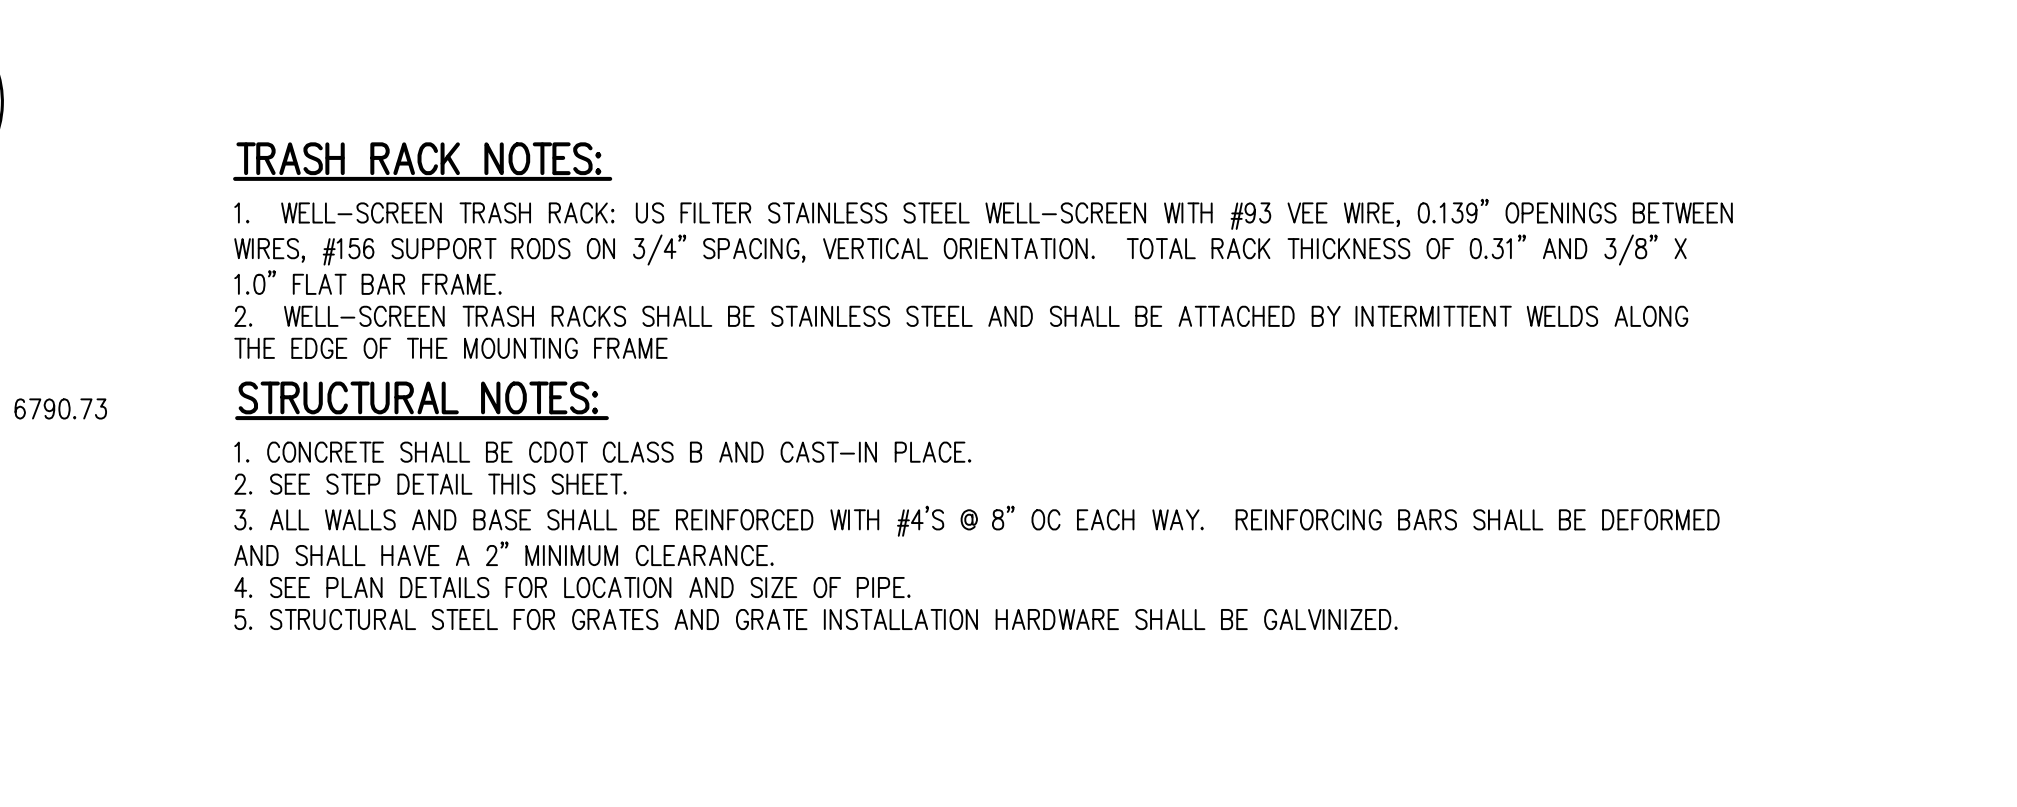 TRASH RACK NOTES:
1. WELL-SCREEN TRASH RACK: US FILTER STAINLESS STEEL WELL-SCREEN WITH #93 VEE WIRE, 0.139" OPENINGS BETWEEN
WIRES, #156 SUPPORT RODS ON 3/4" SPACING, VERTICAL ORIENTATION. TOTAL RACK THICKNESS OF 0.31" AND 3/8" X
1.0" FLAT BAR FRAME.
2. WELL-SCREEN TRASH RACKS SHALL BE STAINLESS STEEL AND SHALL BE ATTACHED BY INTERMITTENT WELDS ALONG
THE EDGE OF THE MOUNTING FRAME
6790.73
STRUCTURAL NOTES:
1. CONCRETE SHALL BE CDOT CLASS B AND CAST-IN PLACE.
2. SEE STEP DETAIL THIS SHEET.
3. ALL WALLS AND BASE SHALL BE REINFORCED WITH #4'S @ 8" OC EACH WAY. REINFORCING BARS SHALL BE DEFORMED
AND SHALL HAVE A 2" MINIMUM CLEARANCE.
4. SEE PLAN DETAILS FOR LOCATION AND SIZE OF PIPE.
5. STRUCTURAL STEEL FOR GRATES AND GRATE INSTALLATION HARDWARE SHALL BE GALVINIZED.